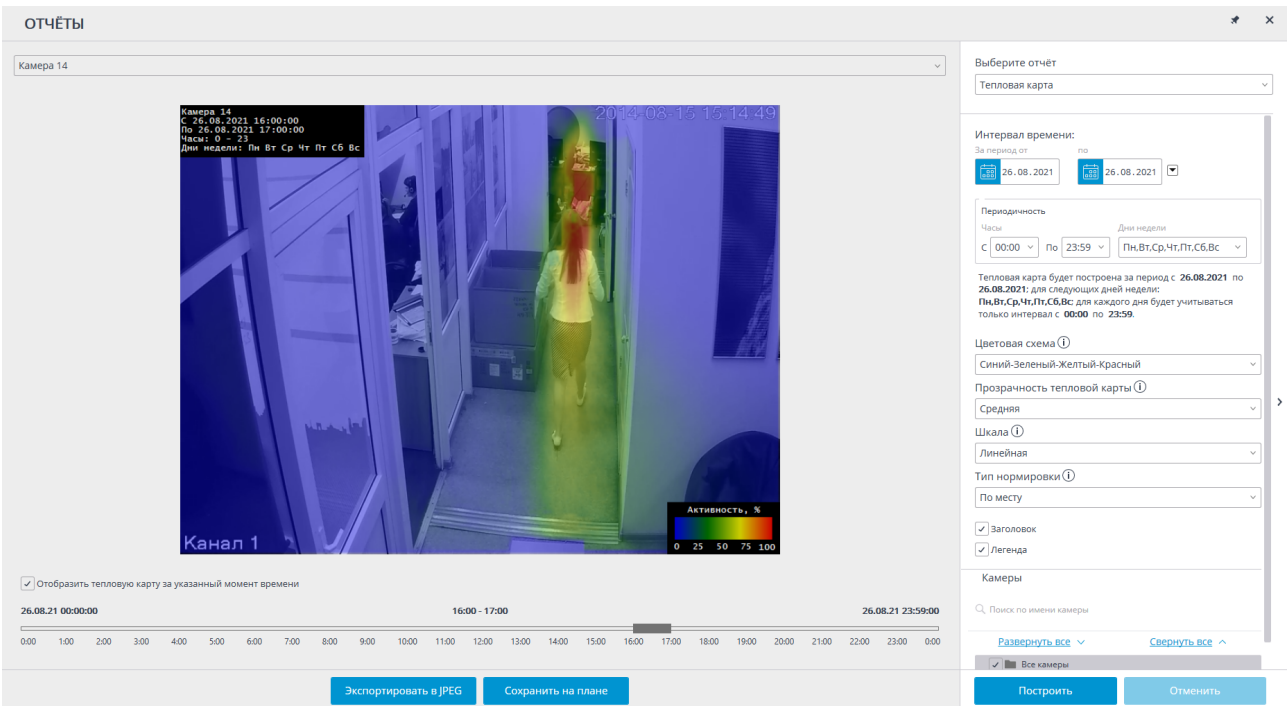 ОТЧЁТЫ
Камера 14
Камера 14
С 26.08.2021 16:00:00
По 26.08.2021 17:00:00
Часы: 0 - 23
Дни недели: Пн Вт Ср Чт Пт Сб Вс
2014-08-15 15:14:49
Канал 1
Активность, %
0 25 50 75 100
Отобразить тепловую карту за указанный момент времени
26.08.21 00:00:00 16:00 - 17:00 26.08.21 23:59:00
0:00 1:00 2:00 3:00 4:00 5:00 6:00 7:00 8:00 9:00 10:00 11:00 12:00 13:00 14:00 15:00 16:00 17:00 18:00 19:00 20:00 21:00 22:00 23:00 0:00
Экспортировать в JPEG Сохранить на плане
Выберите отчёт
Тепловая карта
Интервал времени:
За период от по
26.08.2021 26.08.2021
Периодичность
Часы Дни недели
С 00:00 По 23:59 Пн,Вт,Ср,Чт,Пт,Сб,Вс
Тепловая карта будет построена за период с 26.08.2021 по
26.08.2021; для следующих дней недели:
Пн,Вт,Ср,Чт,Пт,Сб,Вс; для каждого дня будет учитываться
только интервал с 00:00 по 23:59.
Цветовая схема
Синий-Зеленый-Желтый-Красный
Прозрачность тепловой карты
Средняя
Шкала
Линейная
Тип нормировки
По месту
Заголовок
Легенда
Камеры
Поиск по имени камеры
Развернуть все Свернуть все
Все камеры
Построить Отменить